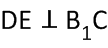 DE ⊥ B₁C